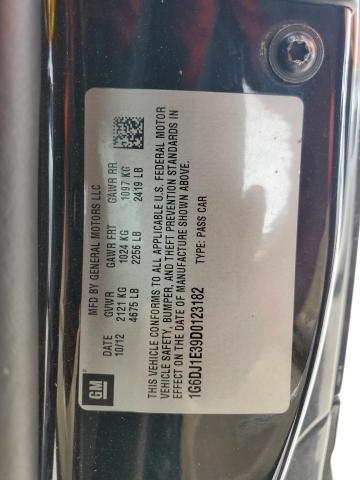 MFD BY GENERAL MOTORS LLC
DATE GVWR GAWR FRT GAWR RR
10/12 2121 KG 1024 KG 1097 KG
4675 LB 2256 LB 2419 LB
THIS VEHICLE CONFORMS TO ALL APPLICABLE U.S. FEDERAL MOTOR
VEHICLE SAFETY, BUMPER, AND THEFT PREVENTION STANDARDS IN
EFFECT ON THE DATE OF MANUFACTURE SHOWN ABOVE.
1G6DJ1E39D0123182 TYPE: PASS CAR
GM